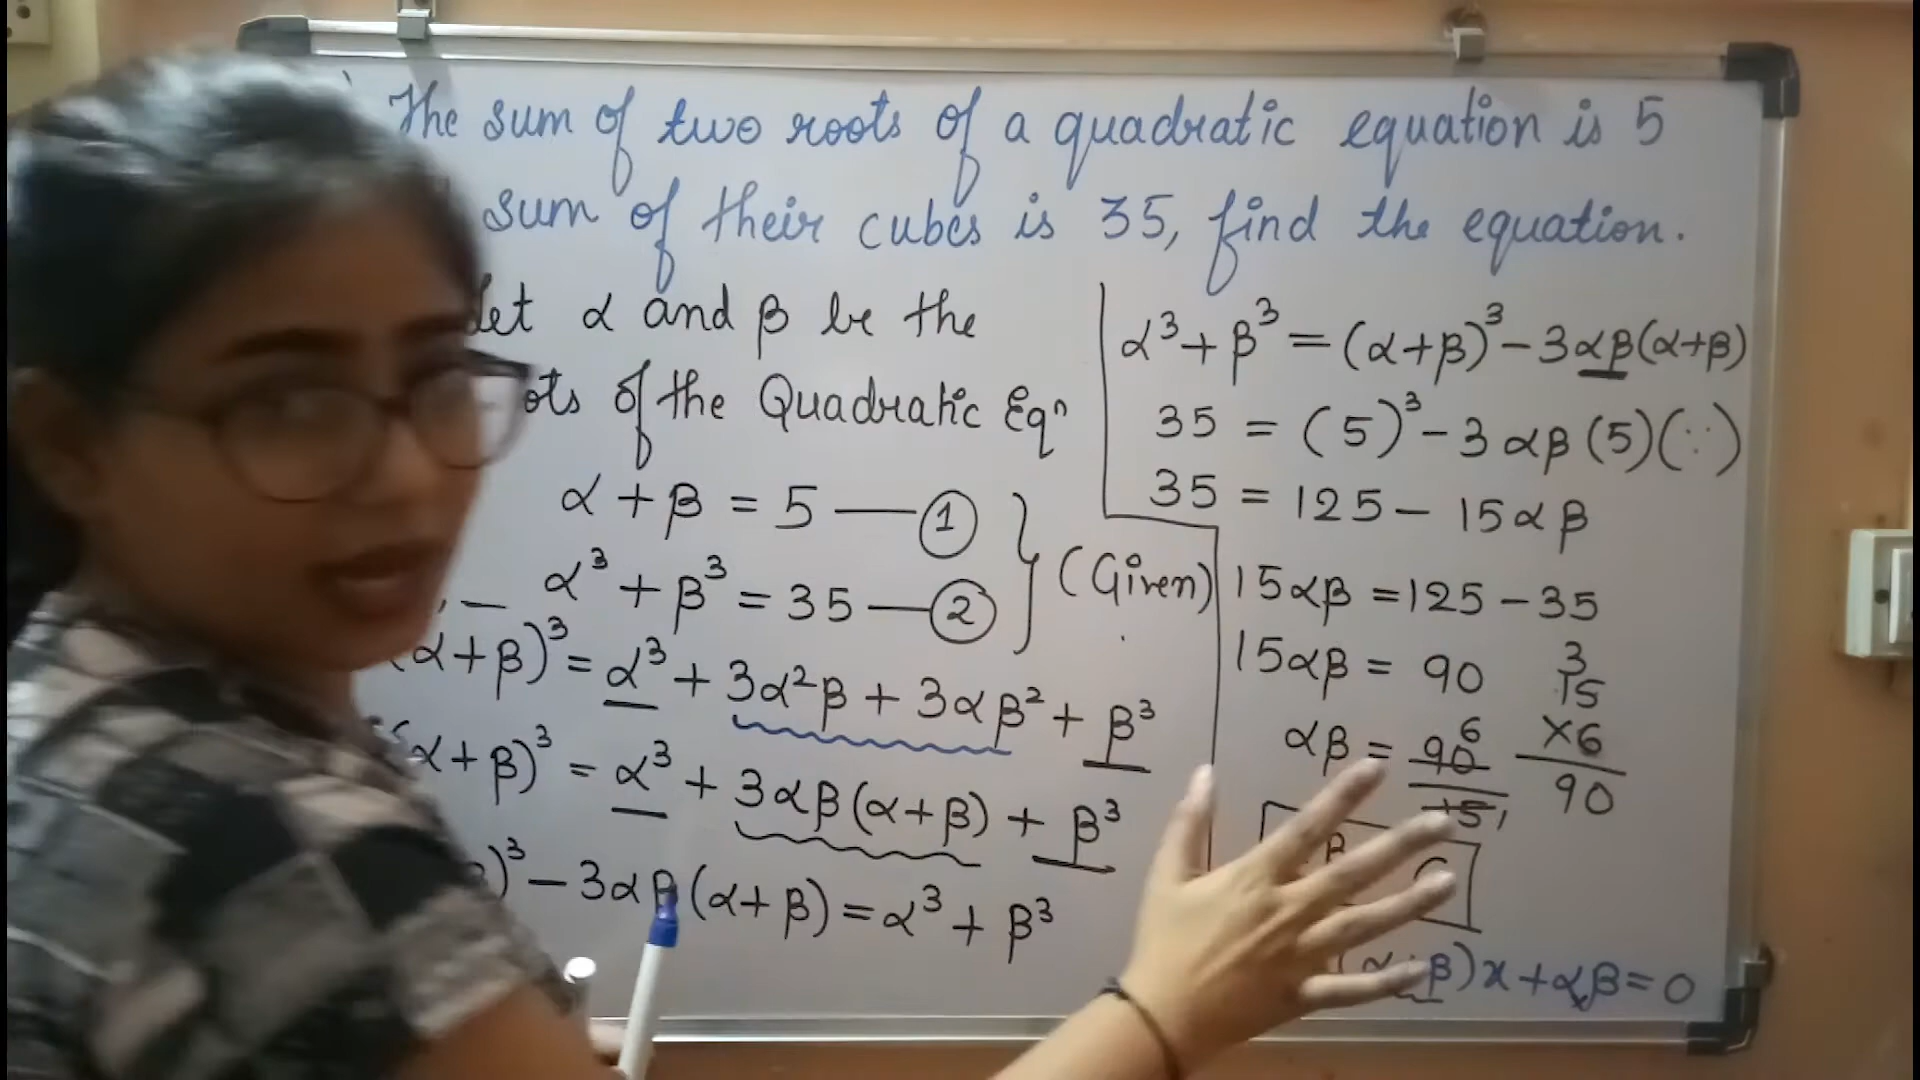 The sum of two roots of a quadratic equation is 5
sum of their cubes is 35, find the equation.
Let α and β be the
ots of the Quadratic Eqⁿ
α + β = 5 — ①
α³ + β³ = 35 — ②
(Given)
(α+β)³ = α³ + 3α²β + 3αβ² + β³
(α+β)³ = α³ + 3αβ(α+β) + β³
)³ − 3αβ(α+β) = α³ + β³
α³ + β³ = (α+β)³ − 3αβ(α+β)
35 = (5)³ − 3αβ(5)(∵)
35 = 125 − 15αβ
15αβ = 125 − 35
15αβ = 90
αβ = 90/15 6
3
15
×6
90
β
(α+β)x + αβ = 0